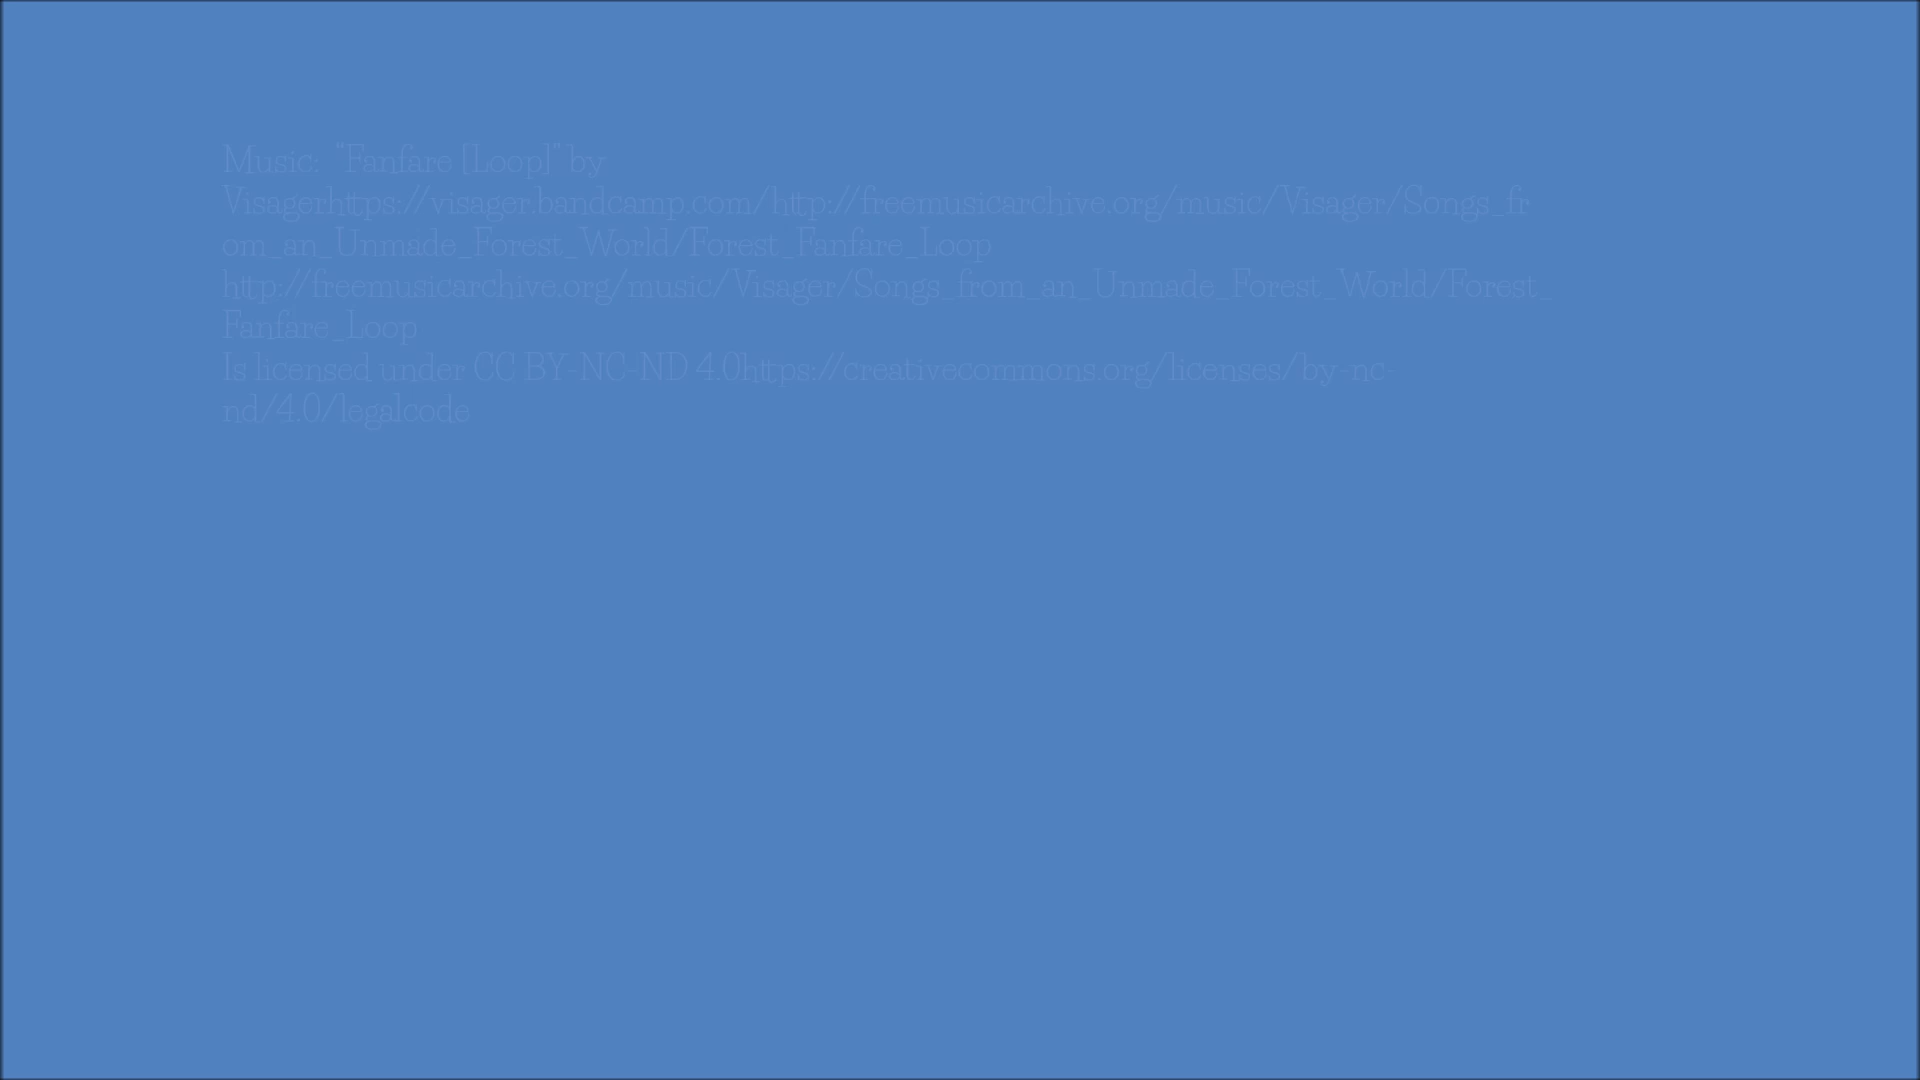 Music:  "Fanfare [Loop]" by
Visagerhttps://visager.bandcamp.com/http://freemusicarchive.org/music/Visager/Songs_fr
om_an_Unmade_Forest_World/Forest_Fanfare_Loop
http://freemusicarchive.org/music/Visager/Songs_from_an_Unmade_Forest_World/Forest_
Fanfare_Loop
Is licensed under CC BY-NC-ND 4.0https://creativecommons.org/licenses/by-nc-
nd/4.0/legalcode